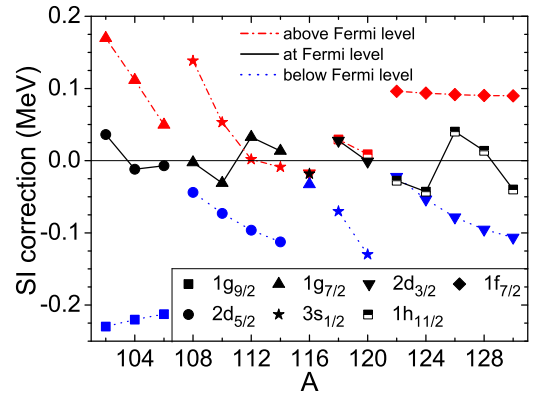 SI correction (MeV)
0.2
0.1
0.0
-0.1
-0.2
above Fermi level
at Fermi level
below Fermi level
1g9/2 1g7/2 2d3/2 1f7/2
2d5/2 3s1/2 1h11/2
104 108 112 116 120 124 128
A